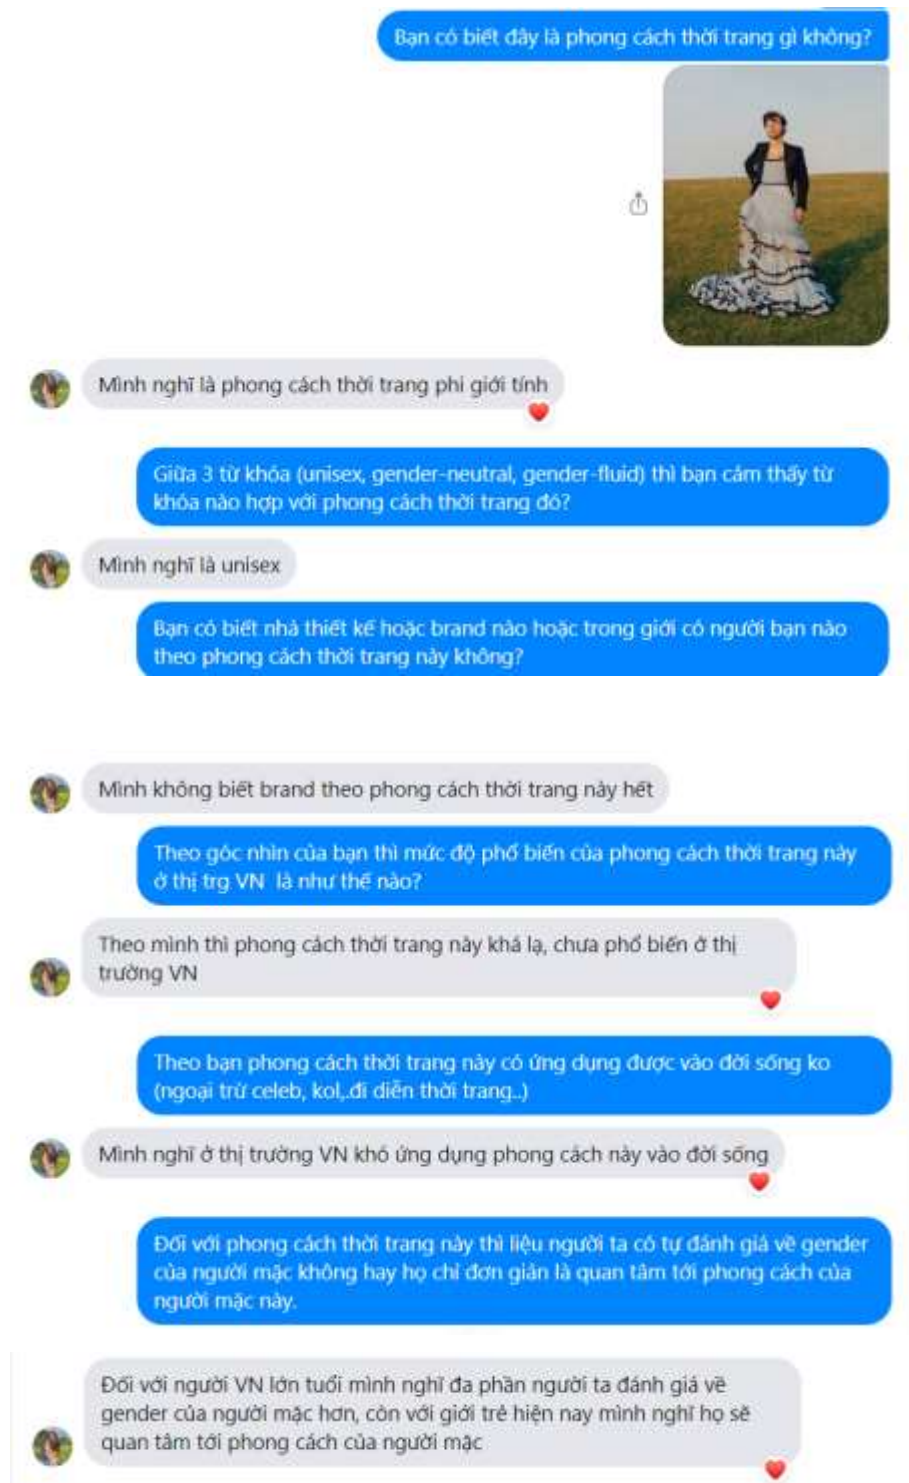 Bạn có biết đây là phong cách thời trang gì không?
Mình nghĩ là phong cách thời trang phi giới tính
Giữa 3 từ khóa (unisex, gender-neutral, gender-fluid) thì bạn cảm thấy từ
khóa nào hợp với phong cách thời trang đó?
Mình nghĩ là unisex
Bạn có biết nhà thiết kế hoặc brand nào hoặc trong giới có người bạn nào
theo phong cách thời trang này không?
Mình không biết brand theo phong cách thời trang này hết
Theo góc nhìn của bạn thì mức độ phổ biến của phong cách thời trang này
ở thị trg VN là như thế nào?
Theo mình thì phong cách thời trang này khá lạ, chưa phổ biến ở thị
trường VN
Theo bạn phong cách thời trang này có ứng dụng được vào đời sống ko
(ngoại trừ celeb, kol,.đi diễn thời trang..)
Mình nghĩ ở thị trường VN khó ứng dụng phong cách này vào đời sống
Đối với phong cách thời trang này thì liệu người ta có tự đánh giá về gender
của người mặc không hay họ chỉ đơn giản là quan tâm tới phong cách của
người mặc này.
Đối với người VN lớn tuổi mình nghĩ đa phần người ta đánh giá về
gender của người mặc hơn, còn với giới trẻ hiện nay mình nghĩ họ sẽ
quan tâm tới phong cách của người mặc